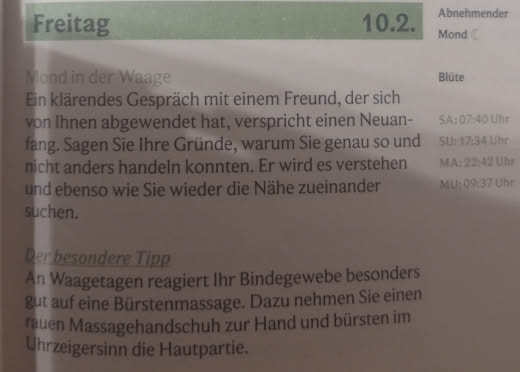 Freitag 10.2.
Mond in der Waage
Ein klärendes Gespräch mit einem Freund, der sich
von Ihnen abgewendet hat, verspricht einen Neuan-
fang. Sagen Sie Ihre Gründe, warum Sie genau so und
nicht anders handeln konnten. Er wird es verstehen
und ebenso wie Sie wieder die Nähe zueinander
suchen.
Der besondere Tipp
An Waagetagen reagiert Ihr Bindegewebe besonders
gut auf eine Bürstenmassage. Dazu nehmen Sie einen
rauen Massagehandschuh zur Hand und bürsten im
Uhrzeigersinn die Hautpartie.
Abnehmender
Mond ☾
Blüte
SA: 07:40 Uhr
SU: 17:34 Uhr
MA: 22:42 Uhr
MU: 09:37 Uhr